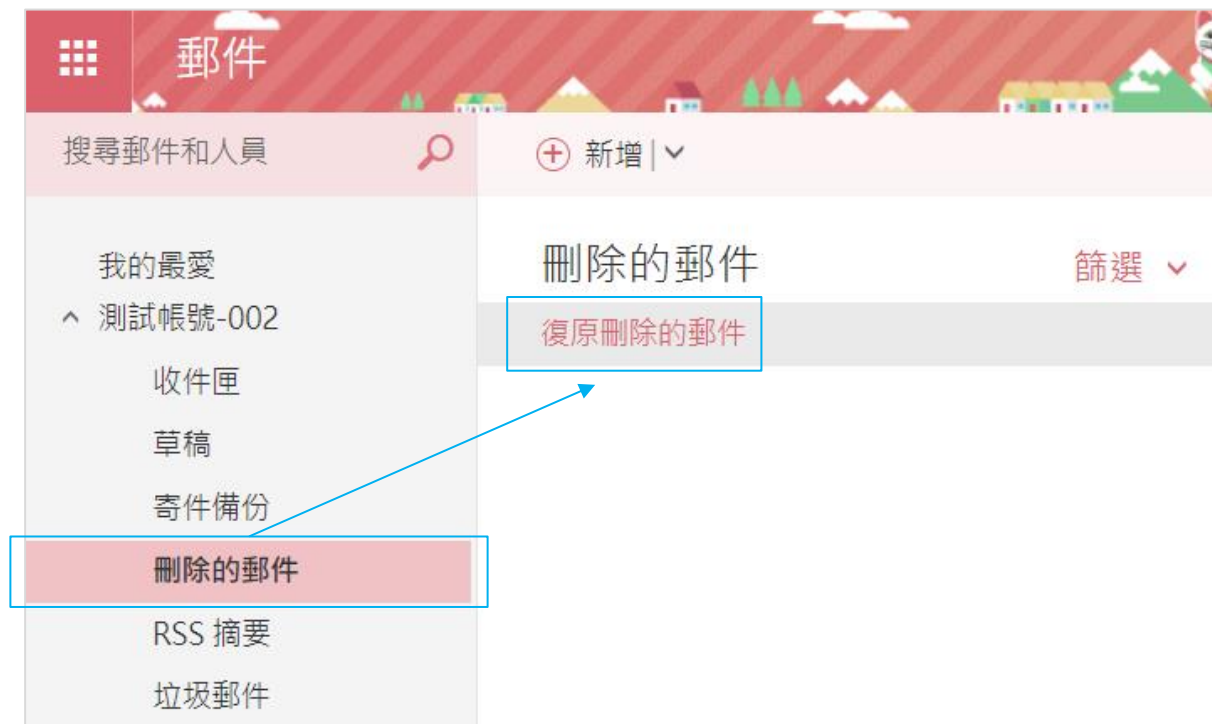 郵件
搜尋郵件和人員
新增
我的最愛
測試帳號-002
收件匣
草稿
寄件備份
刪除的郵件
RSS 摘要
垃圾郵件
刪除的郵件
篩選
復原刪除的郵件